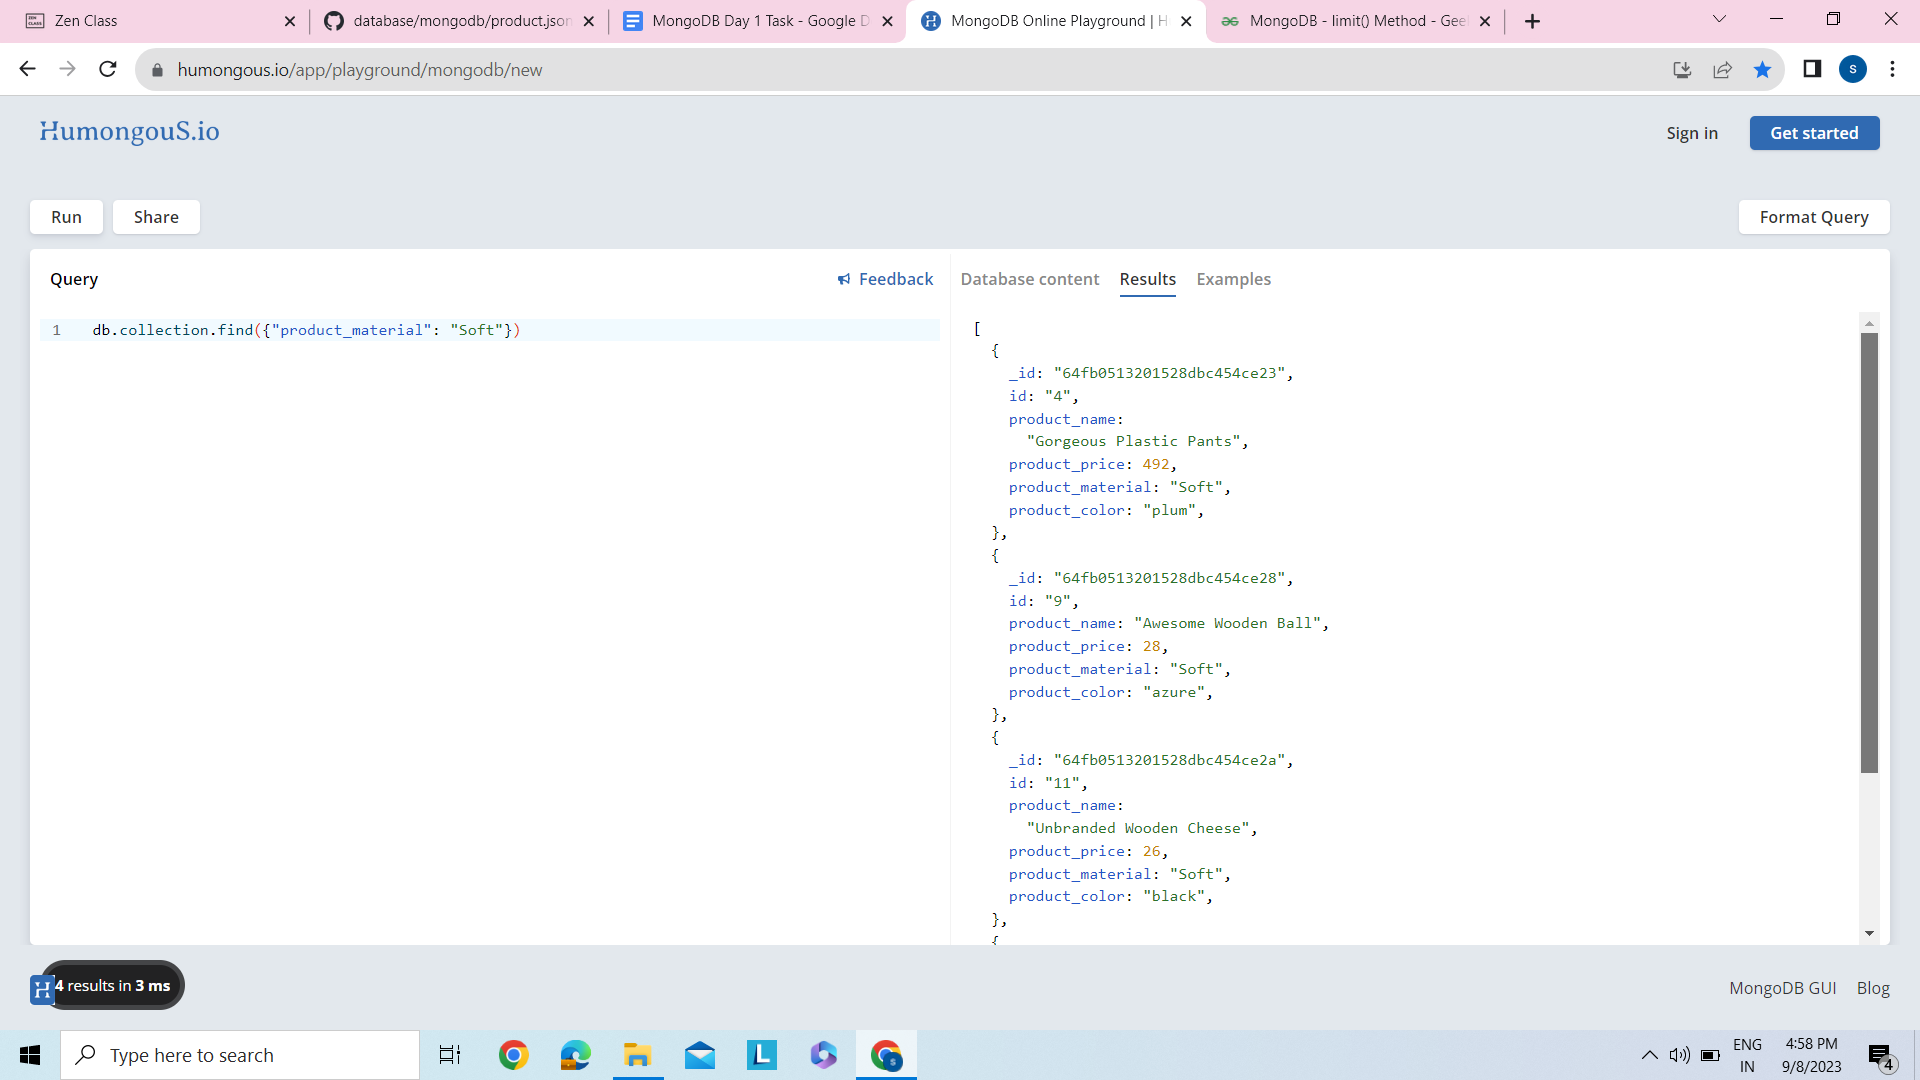 Zen Class
database/mongodb/product.json
MongoDB Day 1 Task - Google D
MongoDB Online Playground | H
MongoDB - limit() Method - Gee
humongous.io/app/playground/mongodb/new
S
HumongouS.io
Sign in
Get started
Run
Share
Format Query
Query
Feedback
Database content
Results
Examples
1 db.collection.find({"product_material": "Soft"})
[
{
_id: "64fb0513201528dbc454ce23",
id: "4",
product_name:
"Gorgeous Plastic Pants",
product_price: 492,
product_material: "Soft",
product_color: "plum",
},
{
_id: "64fb0513201528dbc454ce28",
id: "9",
product_name: "Awesome Wooden Ball",
product_price: 28,
product_material: "Soft",
product_color: "azure",
},
{
_id: "64fb0513201528dbc454ce2a",
id: "11",
product_name:
"Unbranded Wooden Cheese",
product_price: 26,
product_material: "Soft",
product_color: "black",
},
{
H
4 results in 3 ms
MongoDB GUI
Blog
Type here to search
L
S
ENG
IN
4:58 PM
9/8/2023
4